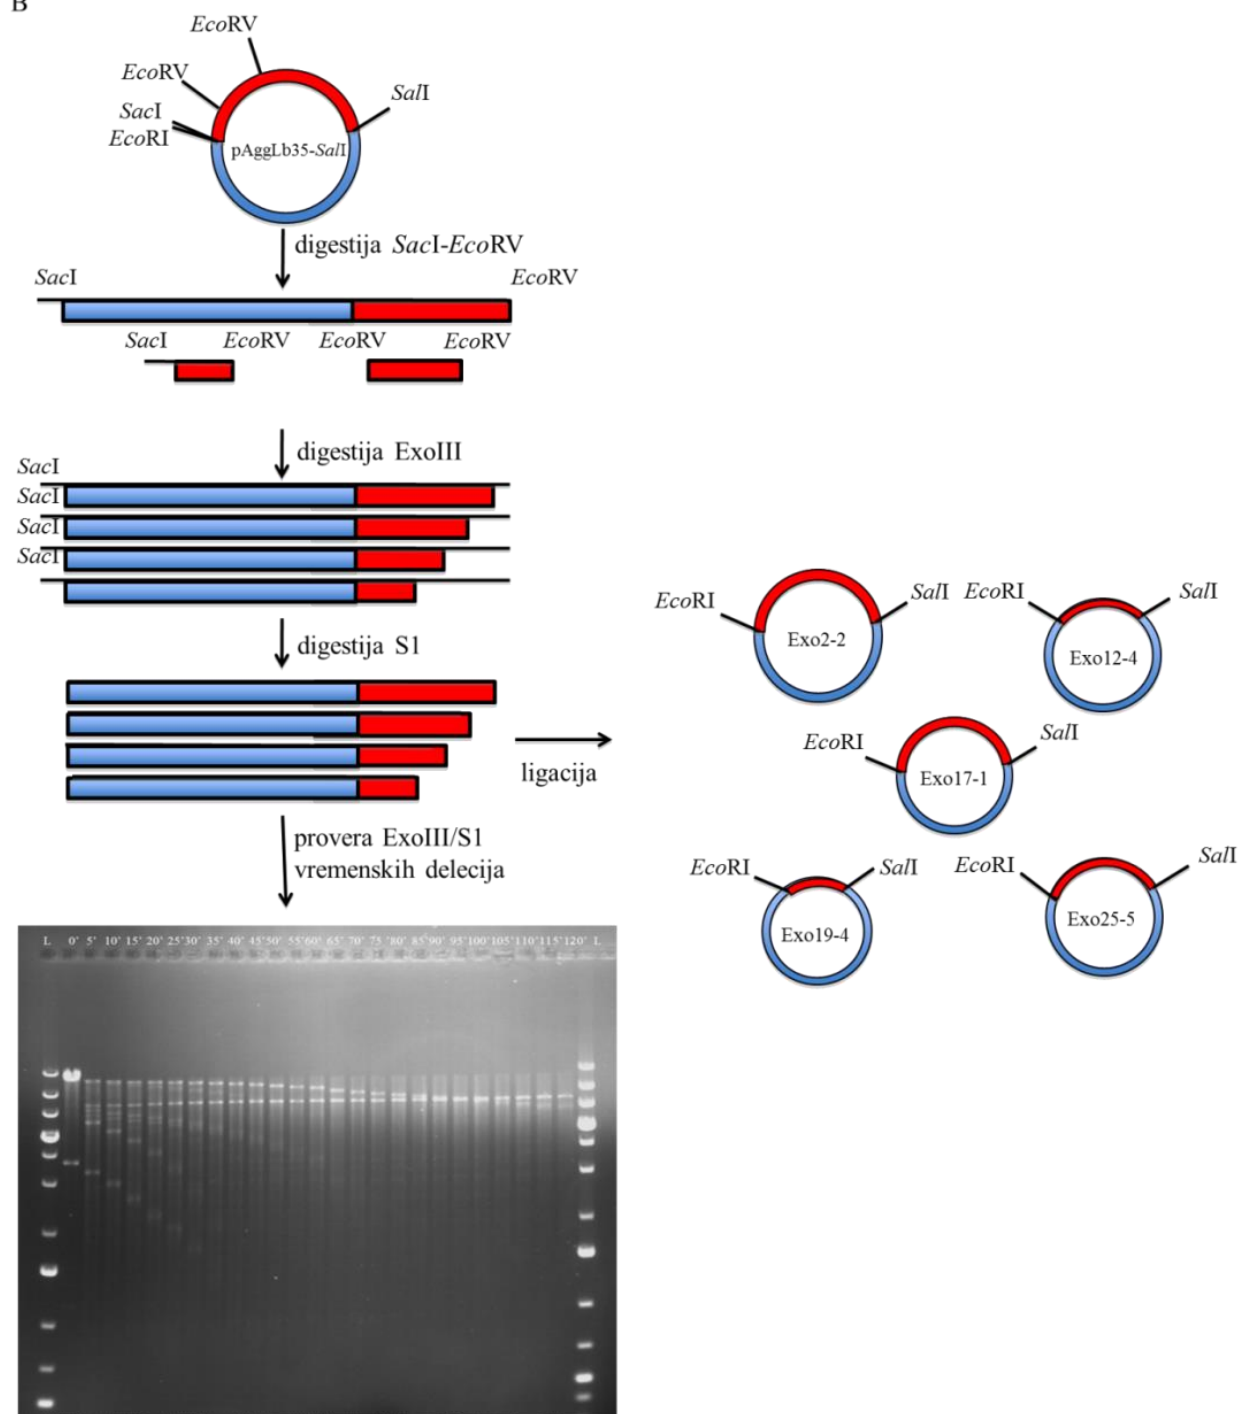 B
EcoRV
EcoRV
SalI
SacI
EcoRI
pAggLb35-SalI
digestija SacI-EcoRV
SacI
EcoRV
SacI
EcoRV
EcoRV
EcoRV
digestija ExoIII
SacI
SacI
SacI
SacI
digestija S1
ligacija
provera ExoIII/S1
vremenskih delecija
L 0' 5' 10' 15' 20' 25' 30' 35' 40' 45' 50' 55' 60' 65' 70' 75 '80' 85' 90' 95' 100' 105' 110' 115' 120' L
EcoRI
SalI
Exo2-2
EcoRI
SalI
Exo12-4
EcoRI
SalI
Exo17-1
EcoRI
SalI
Exo19-4
EcoRI
SalI
Exo25-5